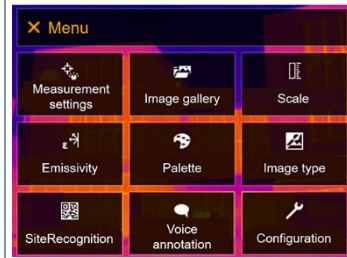 × Menu
Measurement
settings
Image gallery
Scale
ε
Emissivity
Palette
Image type
SiteRecognition
Voice
annotation
Configuration